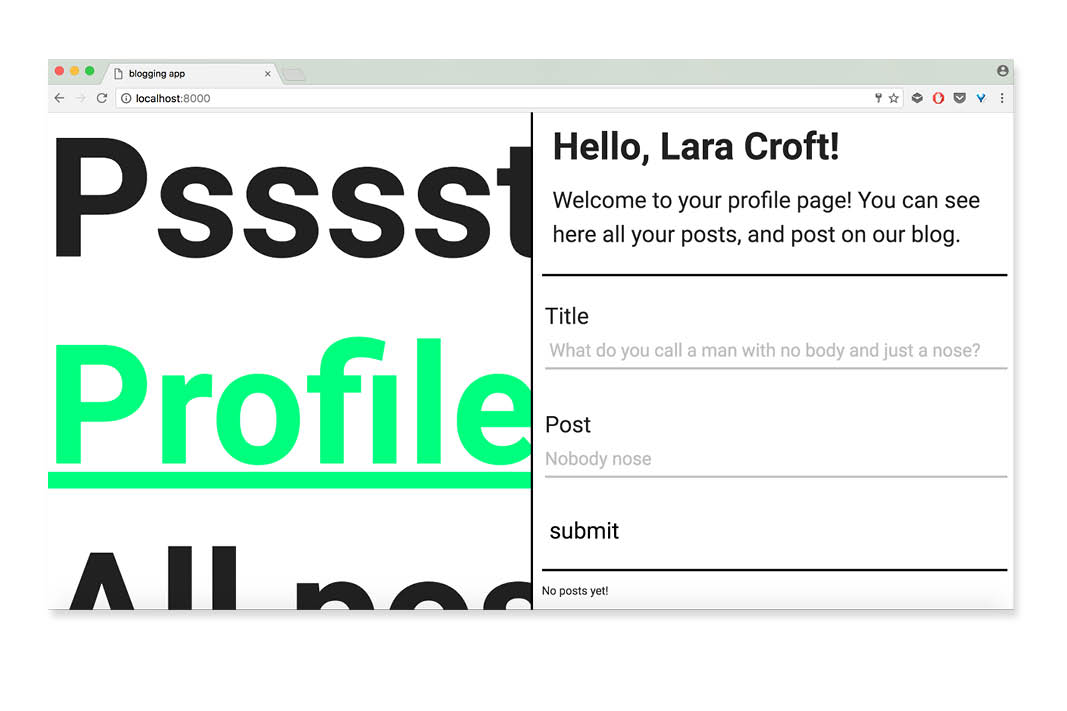 blogging app
localhost:8000
Psssst
Profile
All pos
Hello, Lara Croft!
Welcome to your profile page! You can see
here all your posts, and post on our blog.
Title
What do you call a man with no body and just a nose?
Post
Nobody nose
submit
No posts yet!